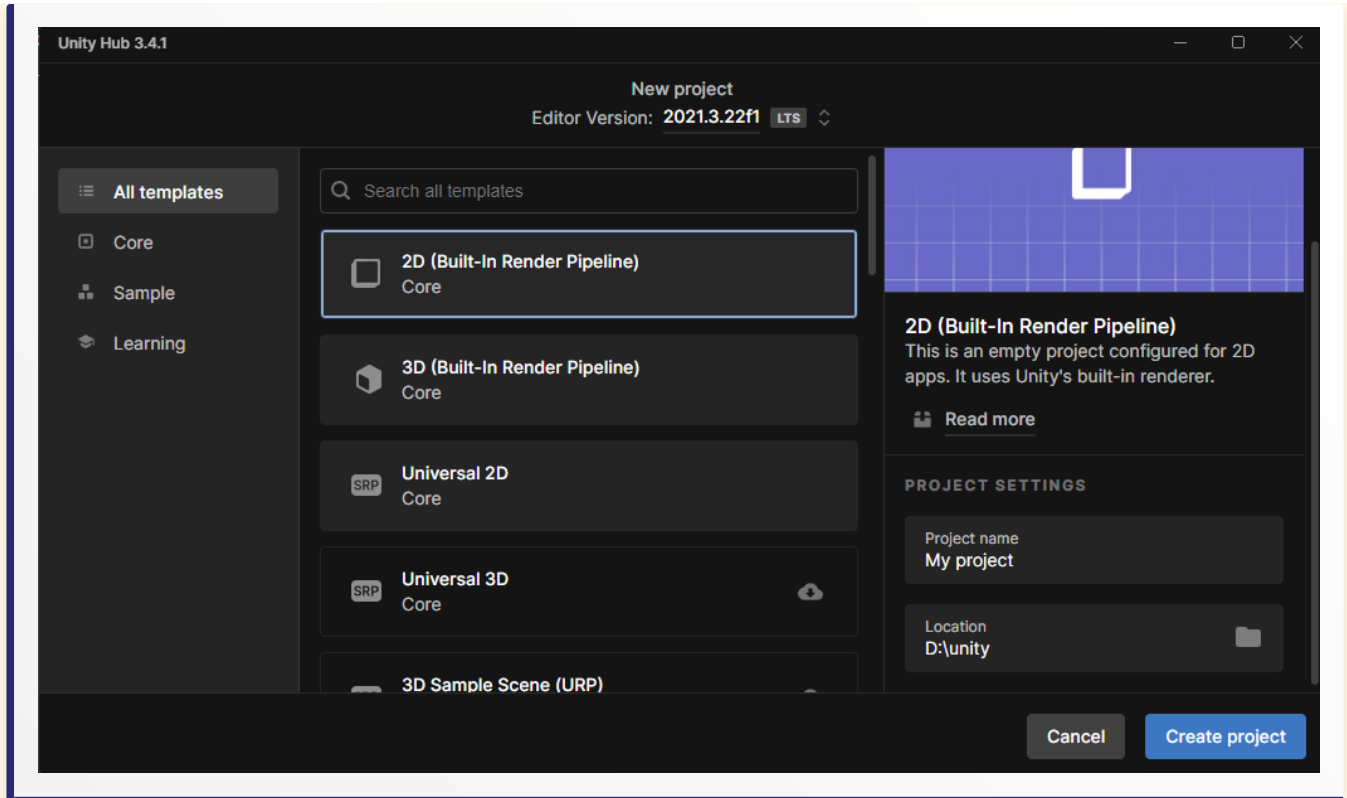 Unity Hub 3.4.1
New project
Editor Version: 2021.3.22f1 LTS
All templates
Core
Sample
Learning
Search all templates
2D (Built-In Render Pipeline)
Core
3D (Built-In Render Pipeline)
Core
SRP
Universal 2D
Core
SRP
Universal 3D
Core
3D Sample Scene (URP)
2D (Built-In Render Pipeline)
This is an empty project configured for 2D
apps. It uses Unity's built-in renderer.
Read more
PROJECT SETTINGS
Project name
My project
Location
D:\unity
Cancel
Create project